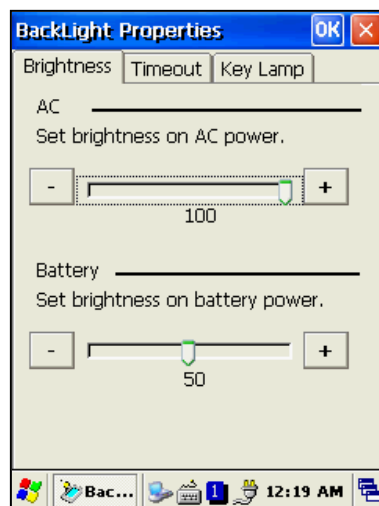 BackLight Properties OK ×
Brightness Timeout Key Lamp
AC
Set brightness on AC power.
- +
100
Battery
Set brightness on battery power.
- +
50
Bac... 1 12:19 AM